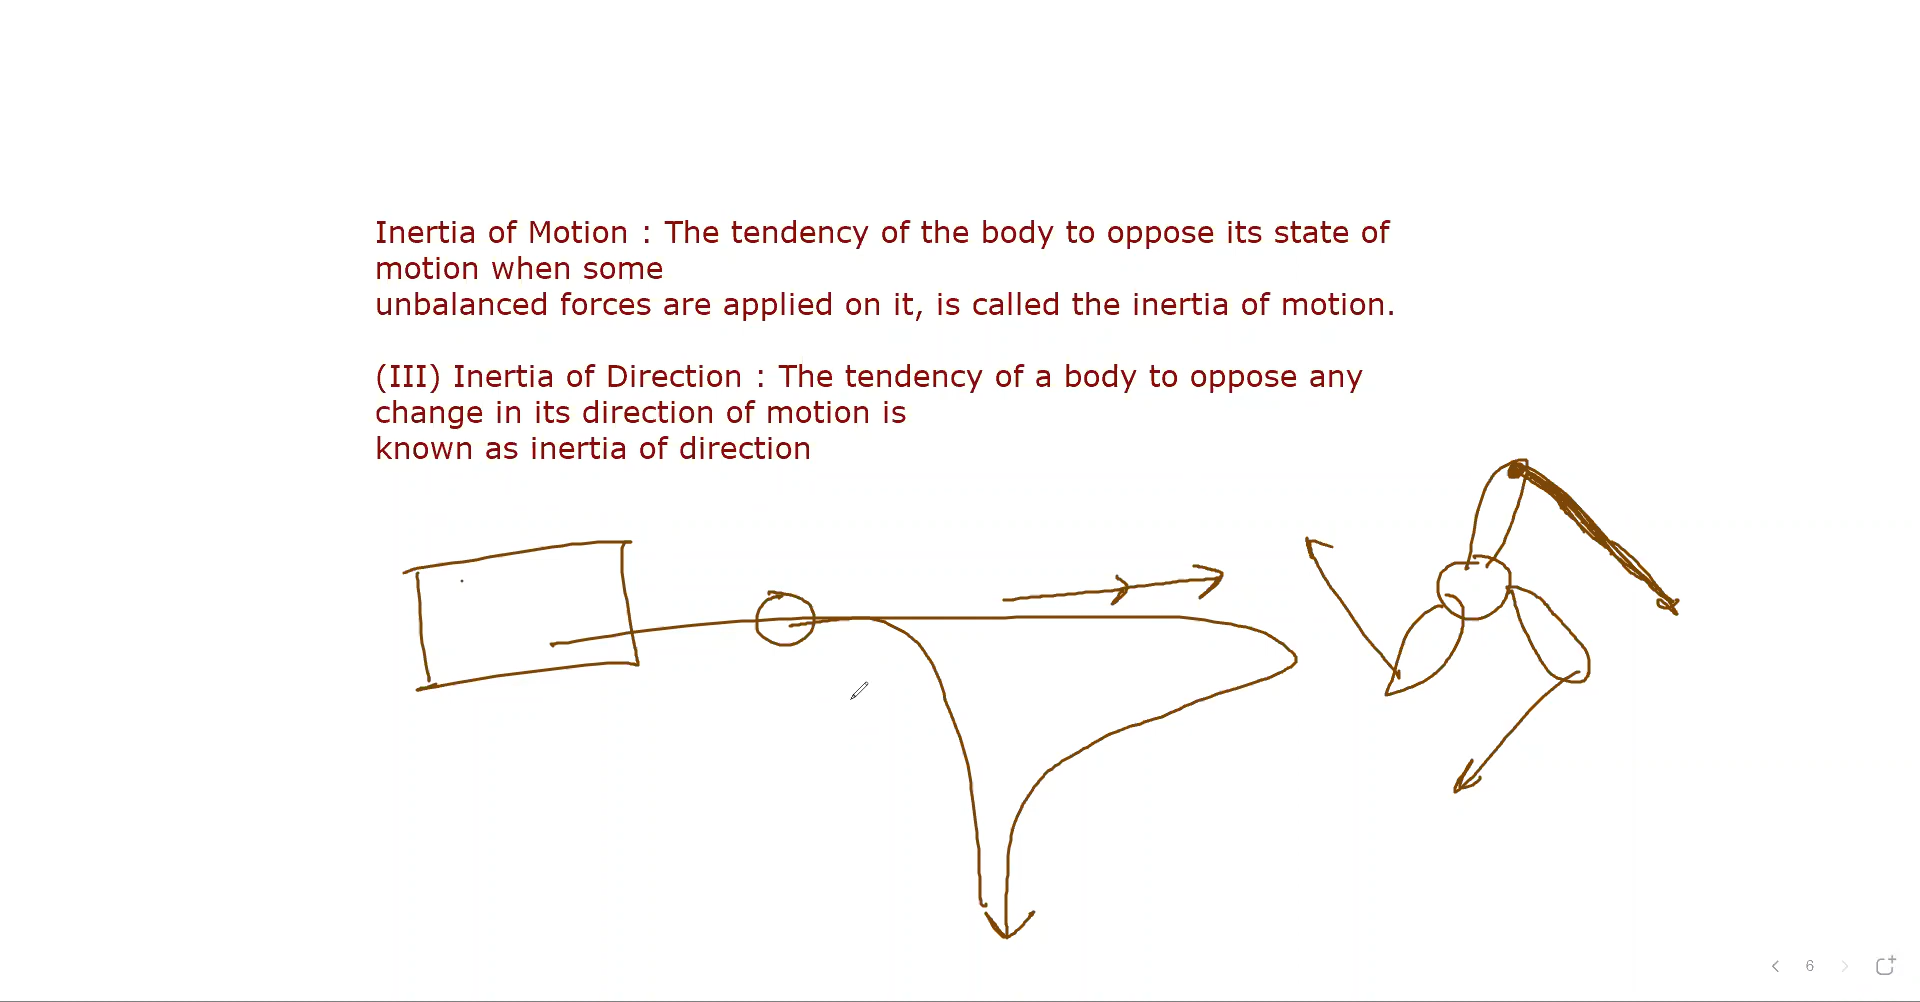 Inertia of Motion : The tendency of the body to oppose its state of
motion when some
unbalanced forces are applied on it, is called the inertia of motion.
(III) Inertia of Direction : The tendency of a body to oppose any
change in its direction of motion is
known as inertia of direction
6